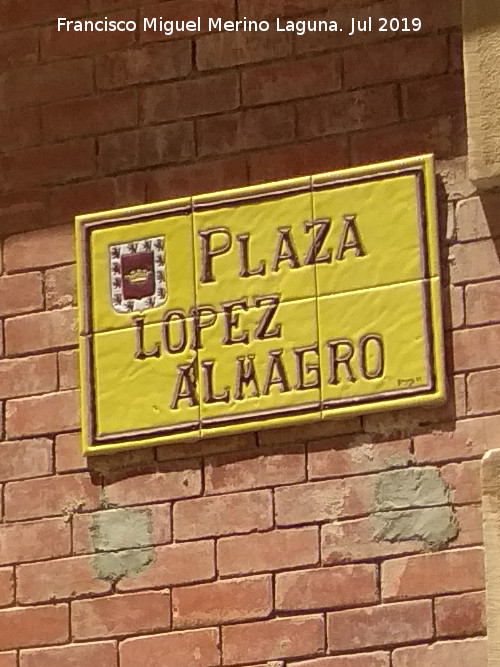 Francisco Miguel Merino Laguna. Jul 2019
PLAZA
LOPEZ
ALMAGRO